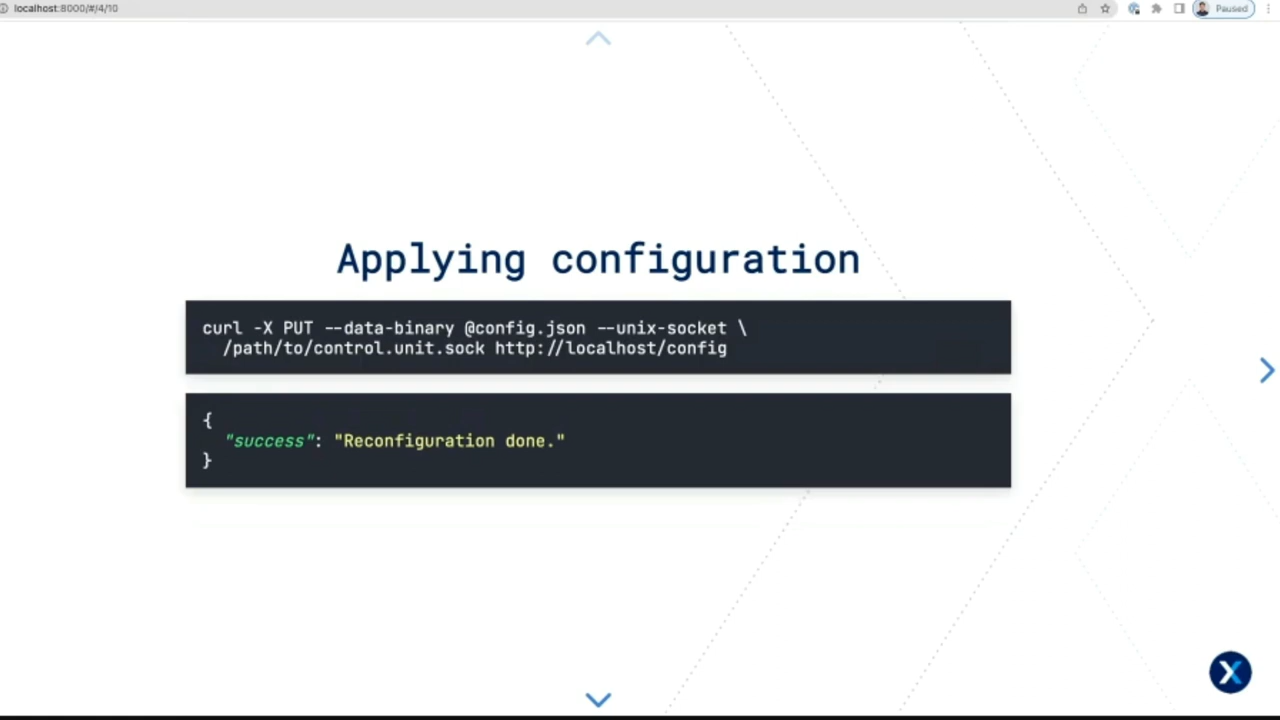 localhost:8000/#/4/10
Paused
Applying configuration
curl -X PUT --data-binary @config.json --unix-socket \
/path/to/control.unit.sock http://localhost/config
{
"success": "Reconfiguration done."
}
X